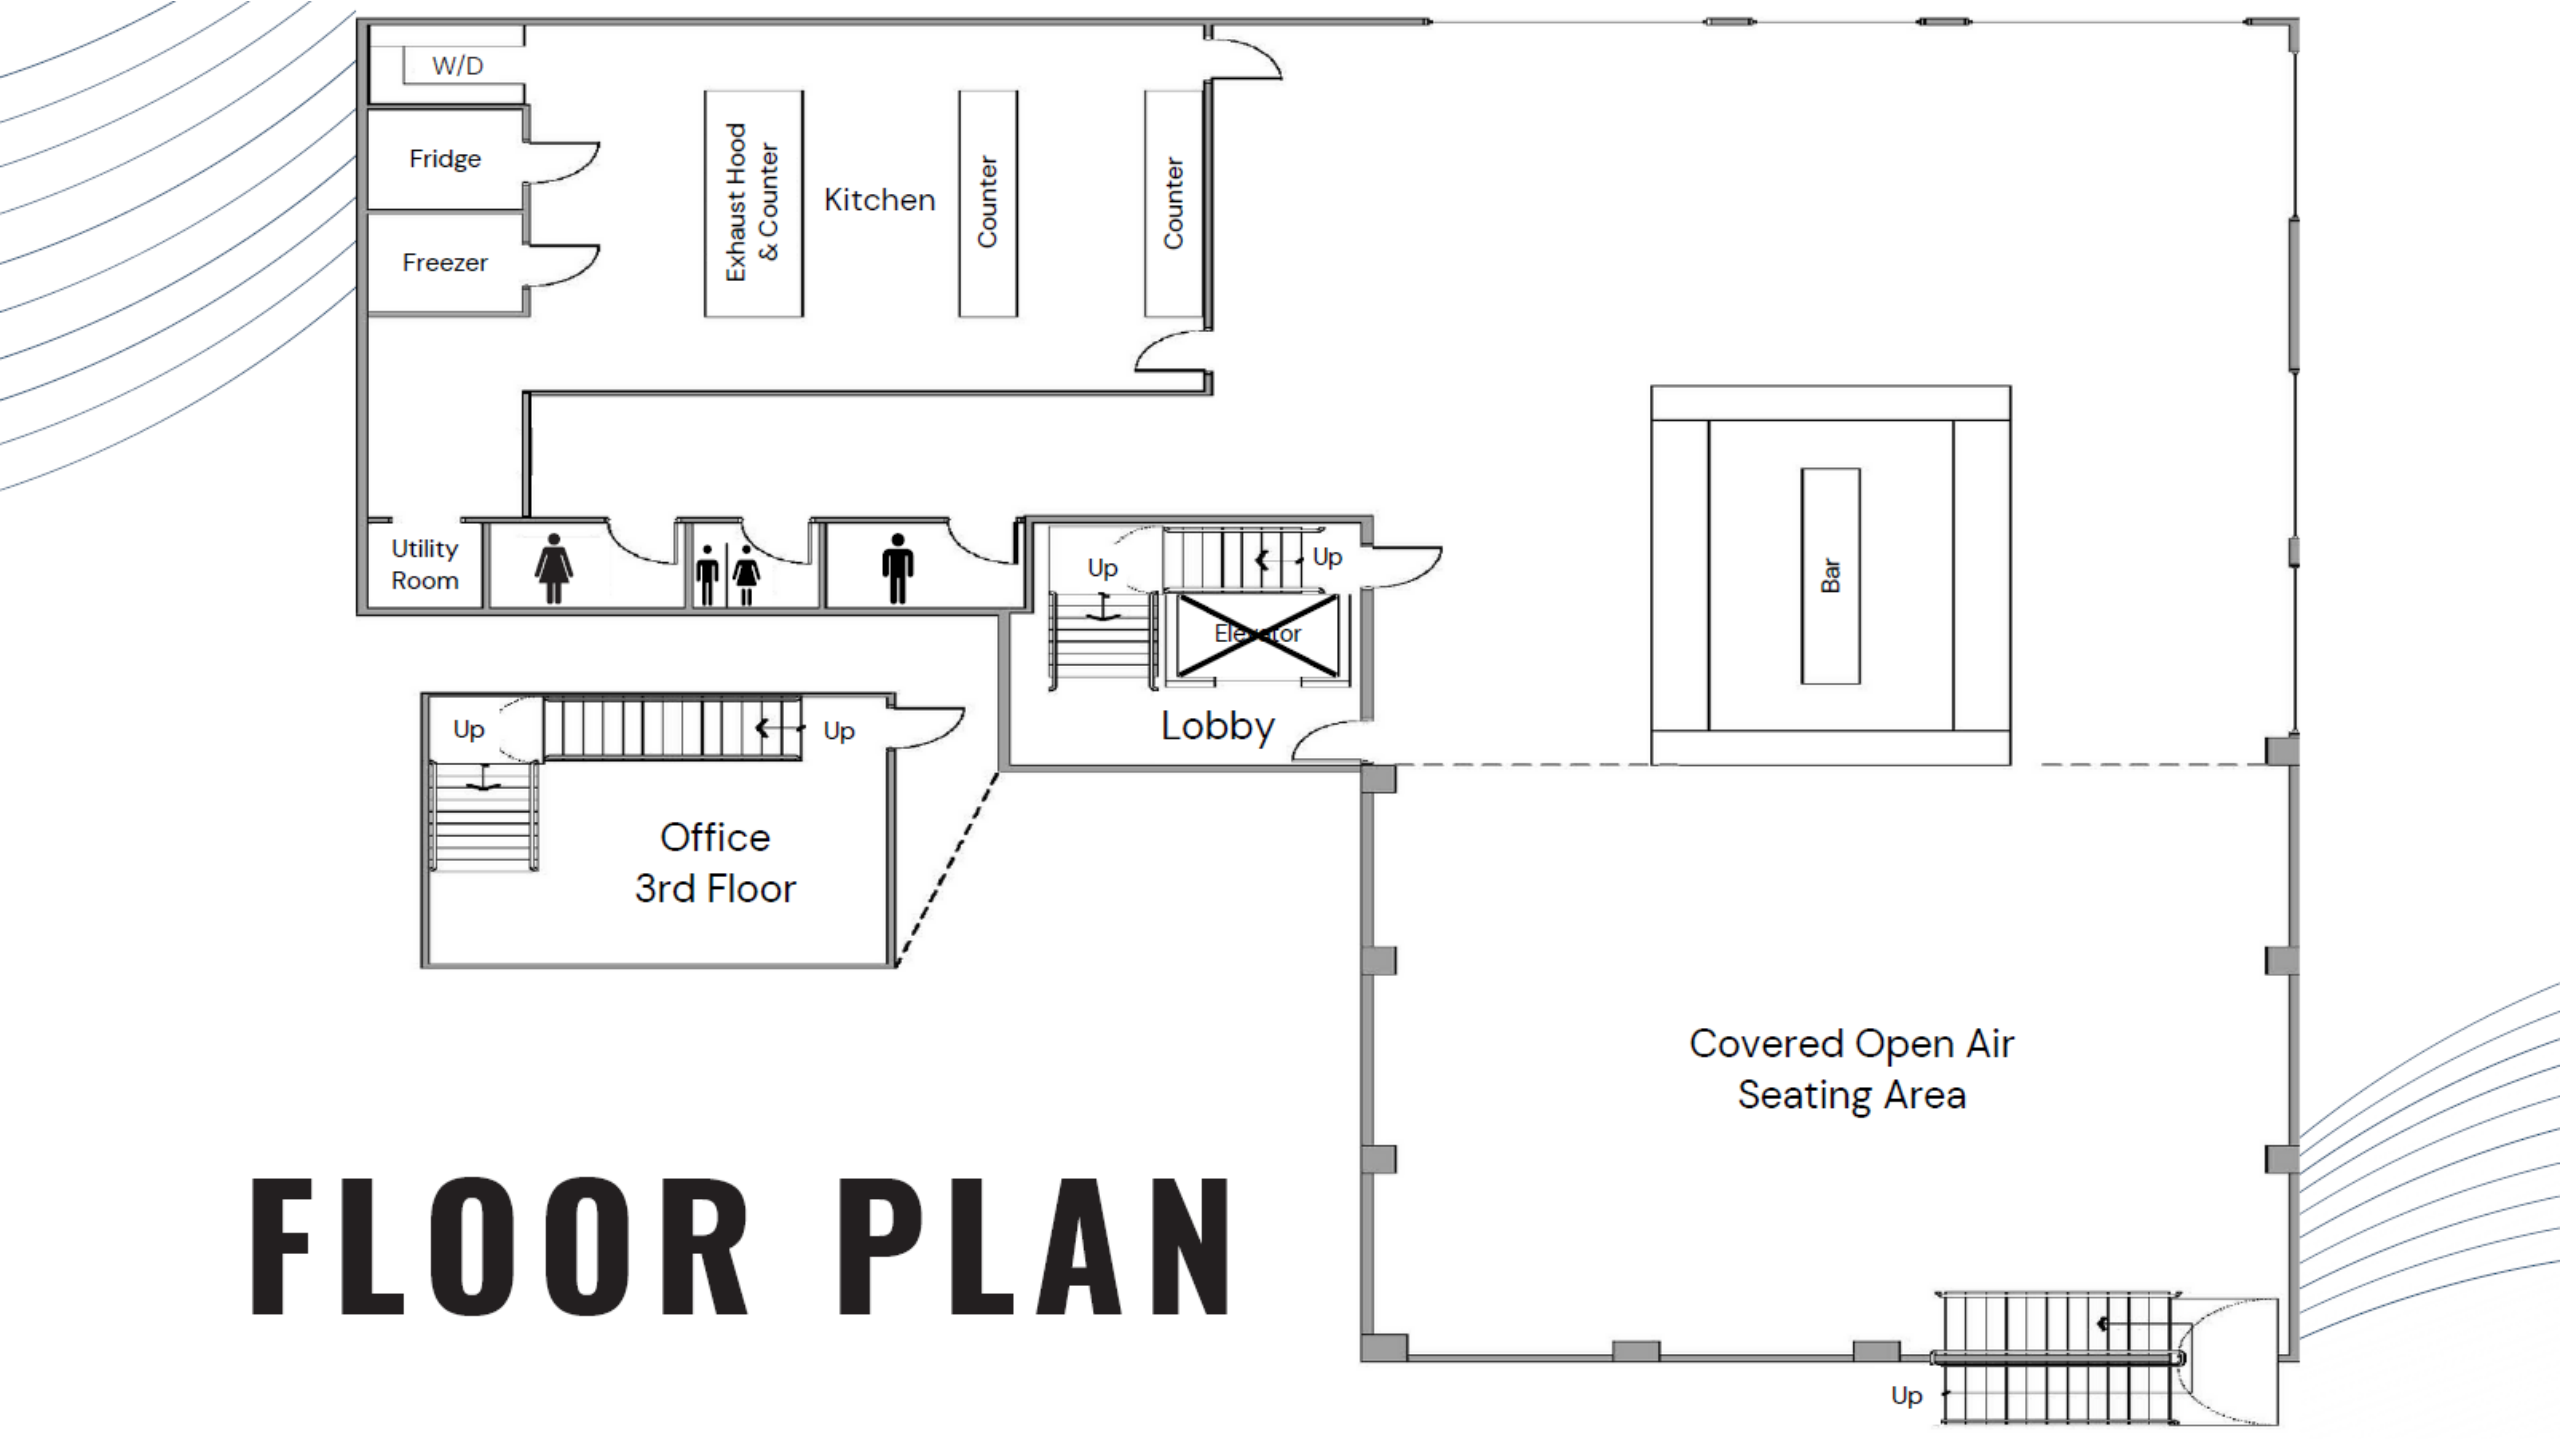 W/D
Fridge
Freezer
Exhaust Hood
& Counter
Kitchen
Counter
Counter
Utility
Room
Up
Up
Elevator
Lobby
Bar
Up
Up
Office
3rd Floor
Covered Open Air
Seating Area
FLOOR PLAN
Up